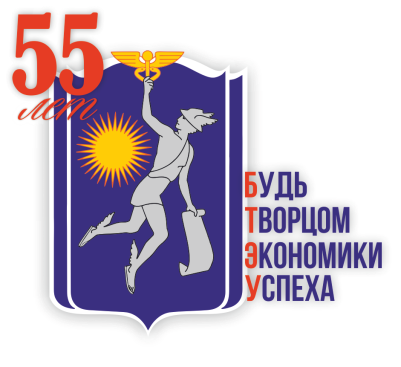 55
лет
БУДЬ
ТВОРЦОМ
ЭКОНОМИКИ
УСПЕХА